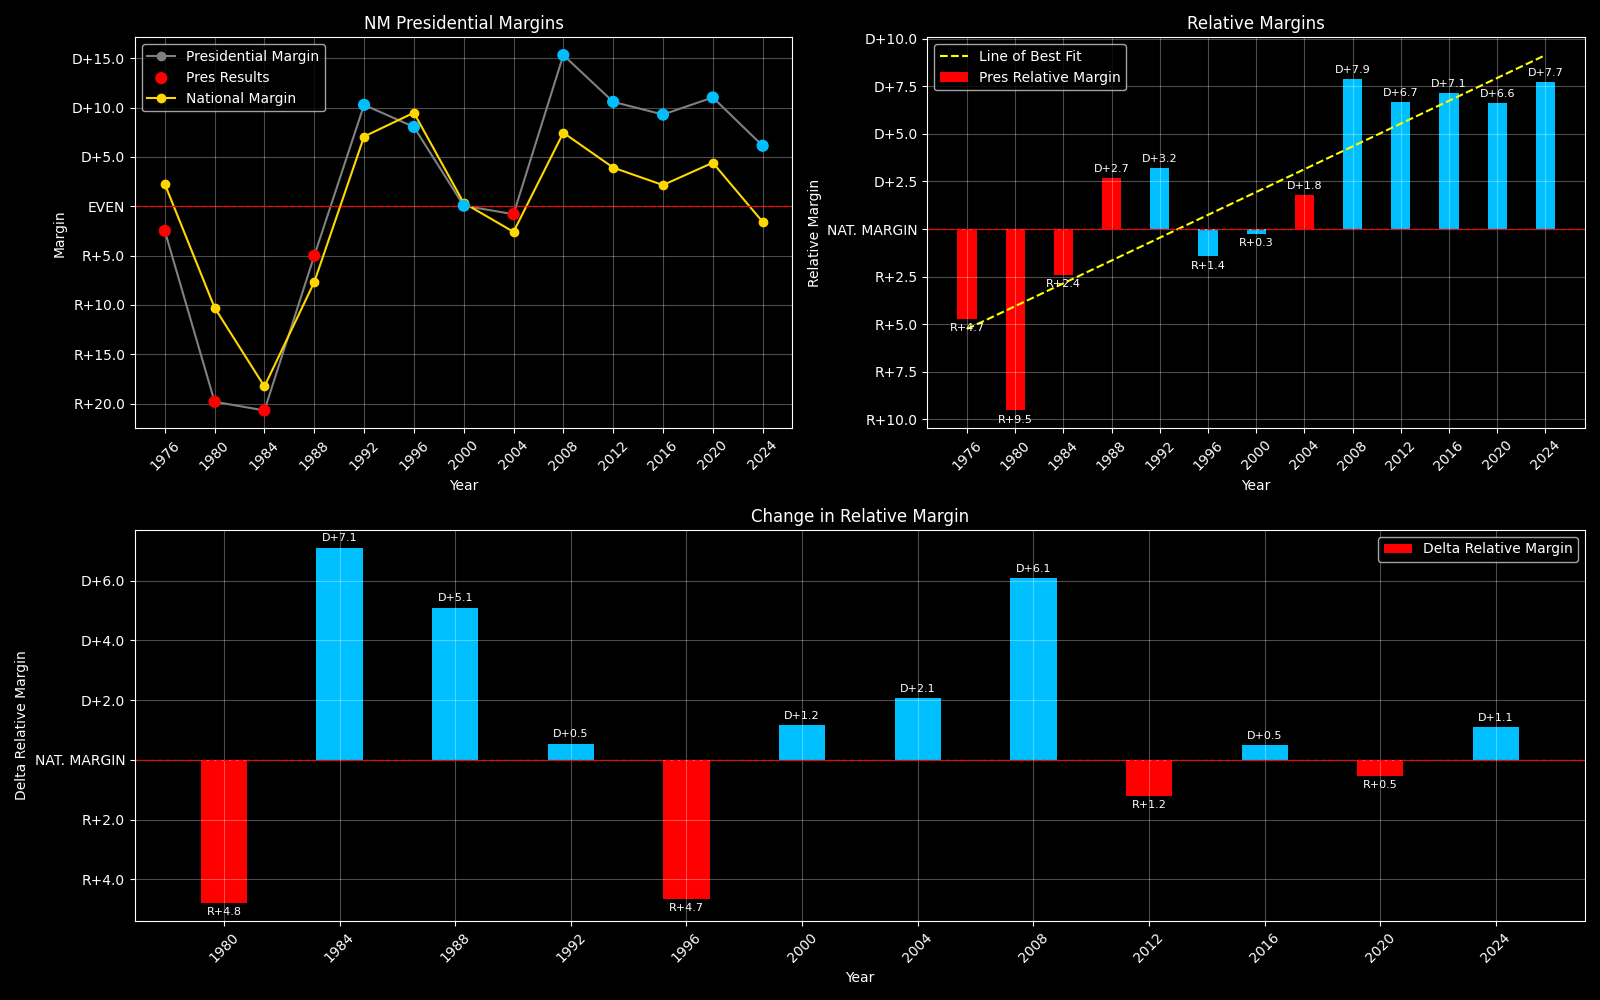 NM Presidential Margins
Presidential Margin
Pres Results
National Margin
D+15.0
D+10.0
D+5.0
EVEN
R+5.0
R+10.0
R+15.0
R+20.0
Margin
1976
1980
1984
1988
1992
1996
2000
2004
2008
2012
2016
2020
2024
Year
Relative Margins
Line of Best Fit
Pres Relative Margin
D+10.0
D+7.5
D+5.0
D+2.5
NAT. MARGIN
R+2.5
R+5.0
R+7.5
R+10.0
Relative Margin
R+4.7
R+9.5
R+2.4
D+2.7
D+3.2
R+1.4
R+0.3
D+1.8
D+7.9
D+6.7
D+7.1
D+6.6
D+7.7
1976
1980
1984
1988
1992
1996
2000
2004
2008
2012
2016
2020
2024
Year
Change in Relative Margin
Delta Relative Margin
D+6.0
D+4.0
D+2.0
NAT. MARGIN
R+2.0
R+4.0
Delta Relative Margin
R+4.8
D+7.1
D+5.1
D+0.5
R+4.7
D+1.2
D+2.1
D+6.1
R+1.2
D+0.5
R+0.5
D+1.1
1980
1984
1988
1992
1996
2000
2004
2008
2012
2016
2020
2024
Year